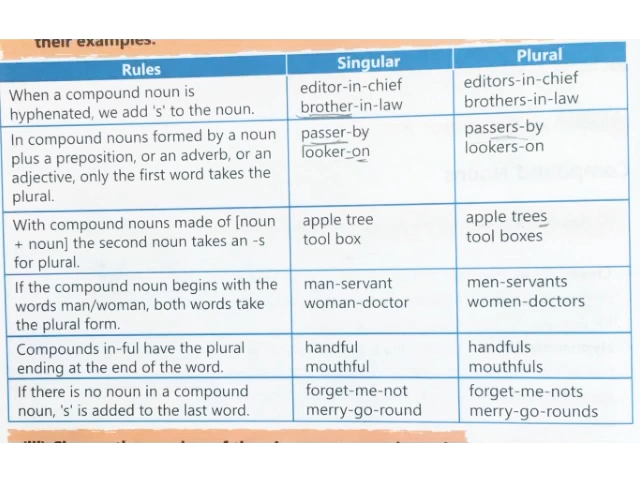 their examples.
Rules Singular Plural
When a compound noun is
hyphenated, we add 's' to the noun.
editor-in-chief
brother-in-law
editors-in-chief
brothers-in-law
In compound nouns formed by a noun
plus a preposition, or an adverb, or an
adjective, only the first word takes the
plural.
passer-by
looker-on
passers-by
lookers-on
With compound nouns made of [noun
+ noun] the second noun takes an -s
for plural.
apple tree
tool box
apple trees
tool boxes
If the compound noun begins with the
words man/woman, both words take
the plural form.
man-servant
woman-doctor
men-servants
women-doctors
Compounds in-ful have the plural
ending at the end of the word.
handful
mouthful
handfuls
mouthfuls
If there is no noun in a compound
noun, 's' is added to the last word.
forget-me-not
merry-go-round
forget-me-nots
merry-go-rounds